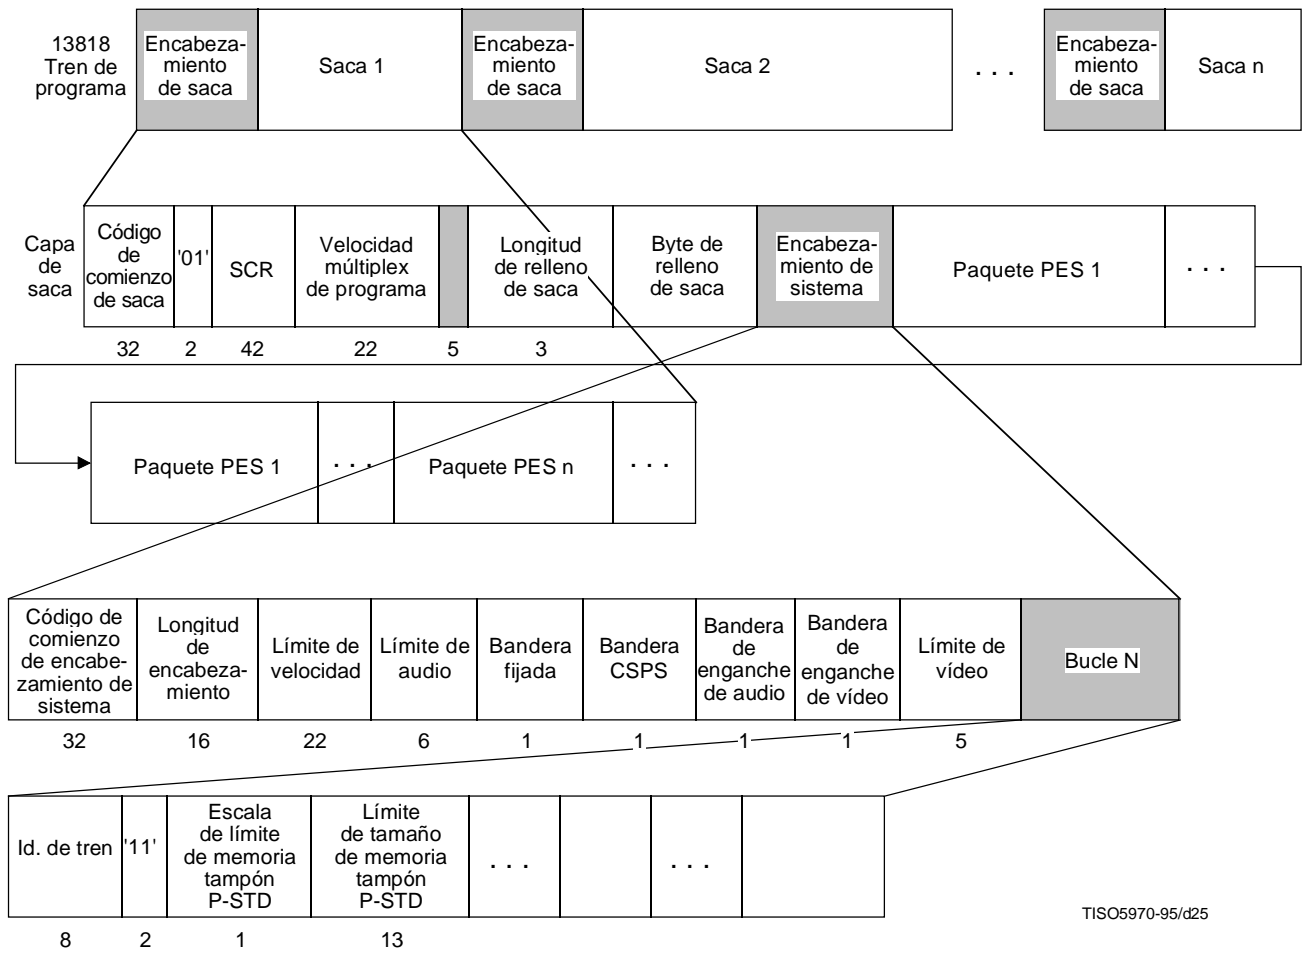 13818
Tren de
programa
Encabeza-
miento
de saca
Saca 1
Encabeza-
miento
de saca
Saca 2
. . .
Encabeza-
miento
de saca
Saca n
Capa
de
saca
Código
de
comienzo
de saca
'01'
SCR
Velocidad
múltiplex
de programa
Longitud
de relleno
de saca
Byte de
relleno
de saca
Encabeza-
miento de
sistema
Paquete PES 1
. . .
32
2
42
22
5
3
Paquete PES 1
. . .
Paquete PES n
. . .
Código de
comienzo
de encabe-
zamiento de
sistema
Longitud
de
encabeza-
miento
Límite de
velocidad
Límite de
audio
Bandera
fijada
Bandera
CSPS
Bandera
de
enganche
de audio
Bandera
de
enganche
de vídeo
Límite de
vídeo
Bucle N
32
16
22
6
1
1
1
1
5
Id. de tren
'11'
Escala
de límite
de memoria
tampón
P-STD
Límite
de tamaño
de memoria
tampón
P-STD
. . .
. . .
8
2
1
13
TISO5970-95/d25